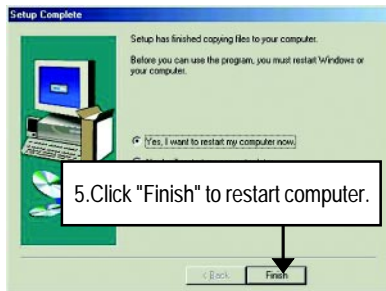 Setup Complete
Setup has finished copying files to your computer.
Before you can use the program, you must restart Windows or
your computer.
Yes, I want to restart my computer now.
5.Click "Finish" to restart computer.
< Back
Finish